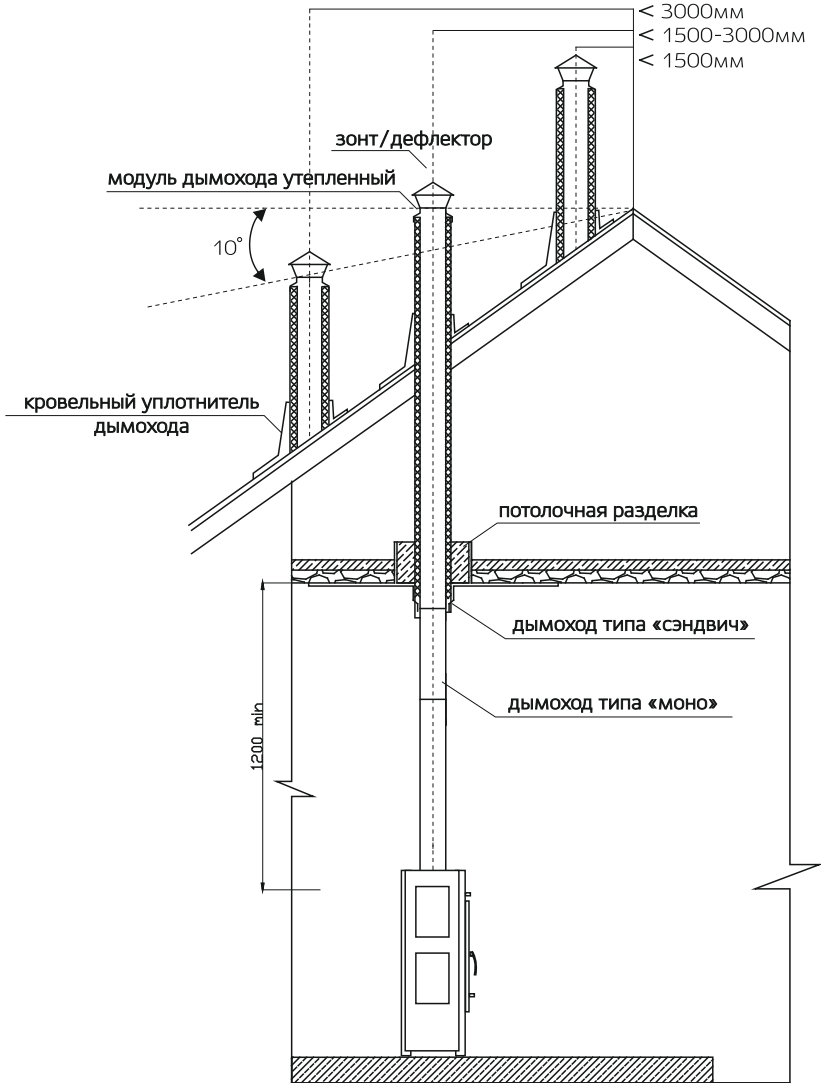 < 3000мм
< 1500-3000мм
< 1500мм
зонт/дефлектор
модуль дымохода утепленный
10°
кровельный уплотнитель
дымохода
потолочная разделка
дымоход типа «сэндвич»
дымоход типа «моно»
1200 min